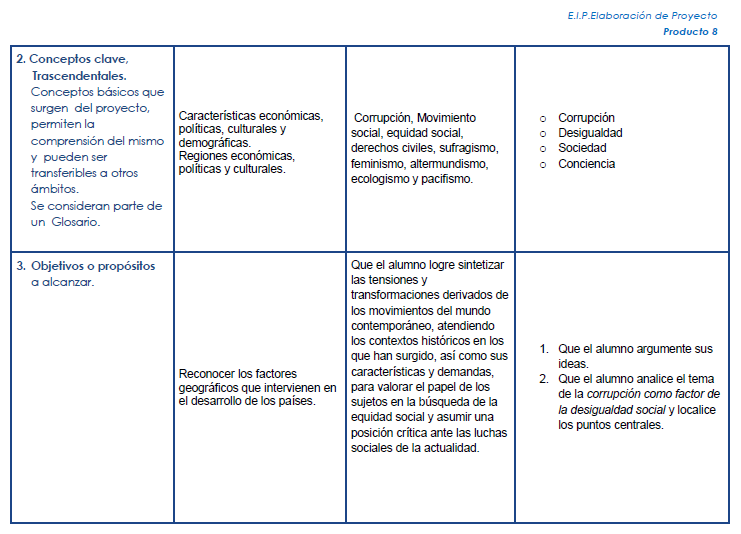 E.I.P.Elaboración de Proyecto
Producto 8
2. Conceptos clave,
Trascendentales.
Conceptos básicos que
surgen del proyecto,
permiten la
comprensión del mismo
y pueden ser
transferibles a otros
ámbitos.
Se consideran parte de
un Glosario.
Características económicas,
políticas, culturales y
demográficas.
Regiones económicas,
políticas y culturales.
Corrupción, Movimiento
social, equidad social,
derechos civiles, sufragismo,
feminismo, altermundismo,
ecologismo y pacifismo.
o Corrupción
o Desigualdad
o Sociedad
o Conciencia
3. Objetivos o propósitos
a alcanzar.
Reconocer los factores
geográficos que intervienen en
el desarrollo de los países.
Que el alumno logre sintetizar
las tensiones y
transformaciones derivados de
los movimientos del mundo
contemporáneo, atendiendo
los contextos históricos en los
que han surgido, así como sus
características y demandas,
para valorar el papel de los
sujetos en la búsqueda de la
equidad social y asumir una
posición crítica ante las luchas
sociales de la actualidad.
1. Que el alumno argumente sus
ideas.
2. Que el alumno analice el tema
de la corrupción como factor de
la desigualdad social y localice
los puntos centrales.